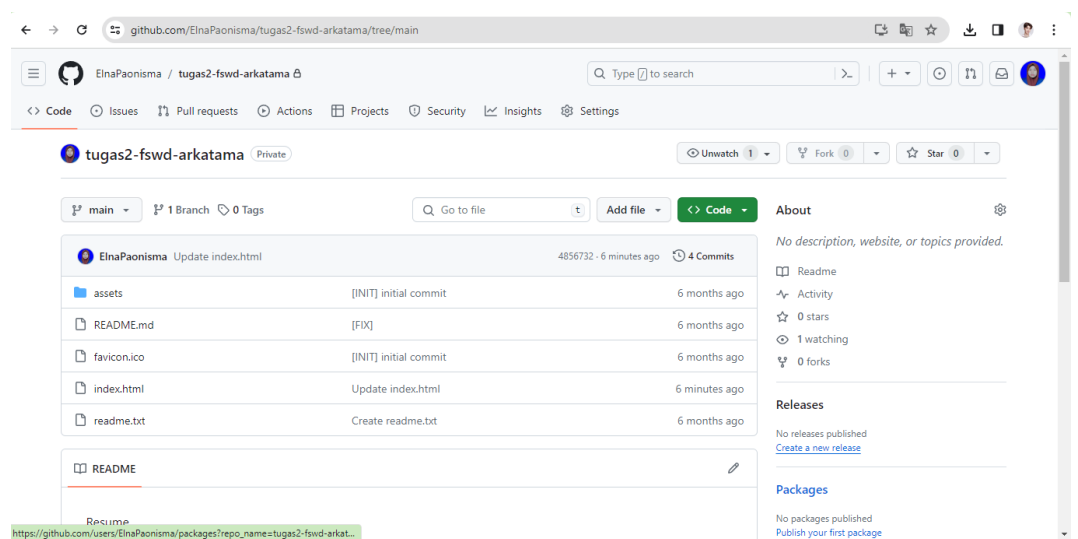 github.com/ElnaPaonisma/tugas2-fswd-arkatama/tree/main
ElnaPaonisma / tugas2-fswd-arkatama
Type / to search
Code Issues Pull requests Actions Projects Security Insights Settings
tugas2-fswd-arkatama Private
Unwatch 1 Fork 0 Star 0
main 1 Branch 0 Tags Go to file t Add file Code
ElnaPaonisma Update index.html 4856732 · 6 minutes ago 4 Commits
assets [INIT] initial commit 6 months ago
README.md [FIX] 6 months ago
favicon.ico [INIT] initial commit 6 months ago
index.html Update index.html 6 minutes ago
readme.txt Create readme.txt 6 months ago
README
Resume
About
No description, website, or topics provided.
Readme
Activity
0 stars
1 watching
0 forks
Releases
No releases published
Create a new release
Packages
No packages published
Publish your first package
https://github.com/users/ElnaPaonisma/packages?repo_name=tugas2-fswd-arkat...